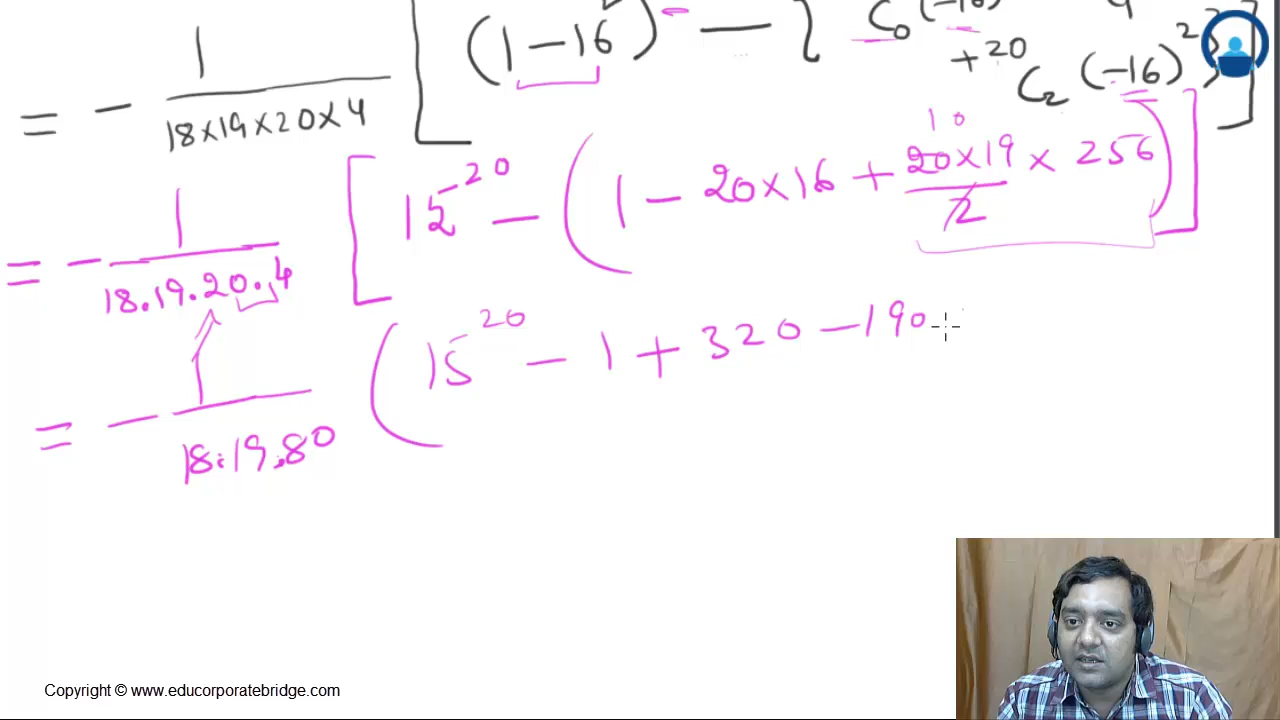 = - 1/(18×19×20×4) [(1-16) - { C₀(-16)
+ ²⁰C₂ (-16)² }]
= - 1/(18.19.20.4) [15²⁰ - (1 - 20×16 + 20×19/2 × 256)]
10
= - 1/(18.19.80) (15²⁰ - 1 + 320 - 190
Copyright © www.educorporatebridge.com